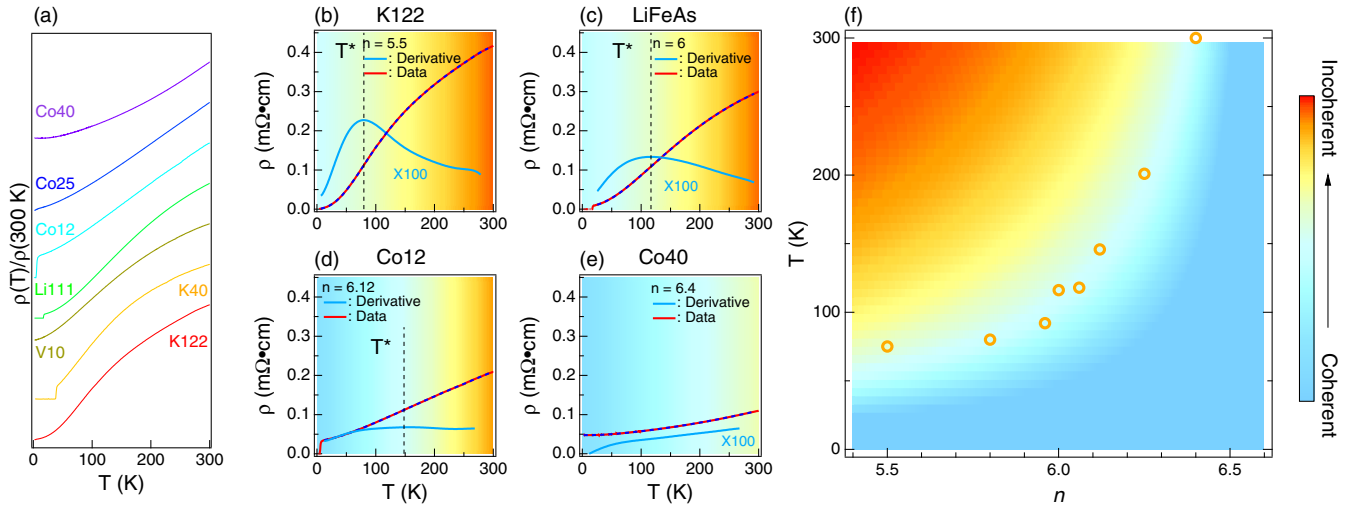 (a)
ρ(T)/ρ(300 K)
Co40
Co25
Co12
Li111
K40
V10
K122
0
100
200
300
T (K)
(b)
K122
ρ (mΩ•cm)
0.4
0.3
0.2
0.1
0.0
T*
n = 5.5
: Derivative
: Data
X100
0
100
200
300
(c)
LiFeAs
ρ (mΩ•cm)
0.4
0.3
0.2
0.1
0.0
T*
n = 6
: Derivative
: Data
X100
0
100
200
300
(d)
Co12
ρ (mΩ•cm)
0.4
0.3
0.2
0.1
0.0
n = 6.12
: Derivative
: Data
T*
0
100
200
300
T (K)
(e)
Co40
ρ (mΩ•cm)
0.4
0.3
0.2
0.1
0.0
n = 6.4
: Derivative
: Data
X100
0
100
200
300
T (K)
(f)
T (K)
300
200
100
0
5.5
6.0
6.5
n
Incoherent
Coherent